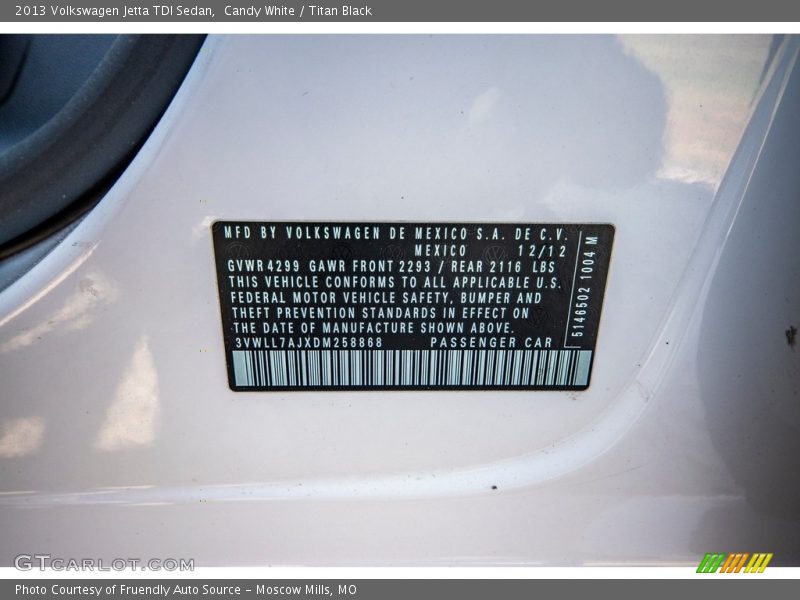 2013 Volkswagen Jetta TDI Sedan,  Candy White / Titan Black
MFD BY VOLKSWAGEN DE MEXICO S.A. DE C.V.
MEXICO 12/12
GVWR 4299 GAWR FRONT 2293 / REAR 2116 LBS
THIS VEHICLE CONFORMS TO ALL APPLICABLE U.S.
FEDERAL MOTOR VEHICLE SAFETY, BUMPER AND
THEFT PREVENTION STANDARDS IN EFFECT ON
THE DATE OF MANUFACTURE SHOWN ABOVE.
3VWLL7AJXDM258868 PASSENGER CAR
5146502 1004 M
GTCARLOT.COM
Photo Courtesy of Fruendly Auto Source - Moscow Mills, MO